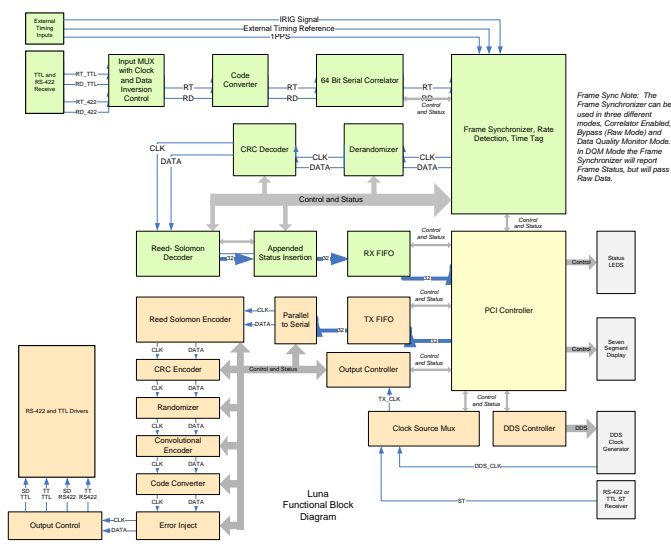 External
Timing
Inputs
IRIG Signal
External Timing Reference
1PPS
TTL and
RS-422
Receive
RT_TTL
RD_TTL
RT_422
RD_422
Input MUX
with Clock
and Data
Inversion
Control
RT
RD
Code
Converter
RT
RD
64 Bit Serial Correlator
RT
RD
Control
and Status
Frame Synchronizer, Rate
Detection, Time Tag
Frame Sync Note: The
Frame Synchronizer can be
used in three different
modes, Correlator Enabled,
Bypass (Raw Mode) and
Data Quality Monitor Mode.
In DQM Mode the Frame
Synchronizer will report
Frame Status, but will pass
Raw Data.
CLK
DATA
CRC Decoder
CLK
DATA
Derandomizer
CLK
DATA
Control and Status
Control
and Status
Reed- Solomon
Decoder
32
Appended
Status Insertion
32
RX FIFO
Control
and Status
32
PCI Controller
Control
Status
LEDS
Reed Solomon Encoder
CLK
DATA
Parallel
to Serial
32
TX FIFO
Control
and Status
32
Control
Seven
Segment
Display
CLK
DATA
CRC Encoder
Control and Status
Output Controller
Control
and Status
CLK
DATA
Randomizer
TX_CLK
Control
and Status
Control
and Status
CLK
DATA
RS-422 and TTL Drivers
Convolutional
Encoder
Clock Source Mux
DDS Controller
DDS
DDS
Clock
Generator
CLK
DATA
DDS_CLK
Code Converter
SD
TTL
TT
TTL
SD
RS422
TT
RS422
CLK
DATA
ST
RS-422 or
TTL ST
Receiver
Output Control
CLK
DATA
Error Inject
Luna
Functional Block
Diagram